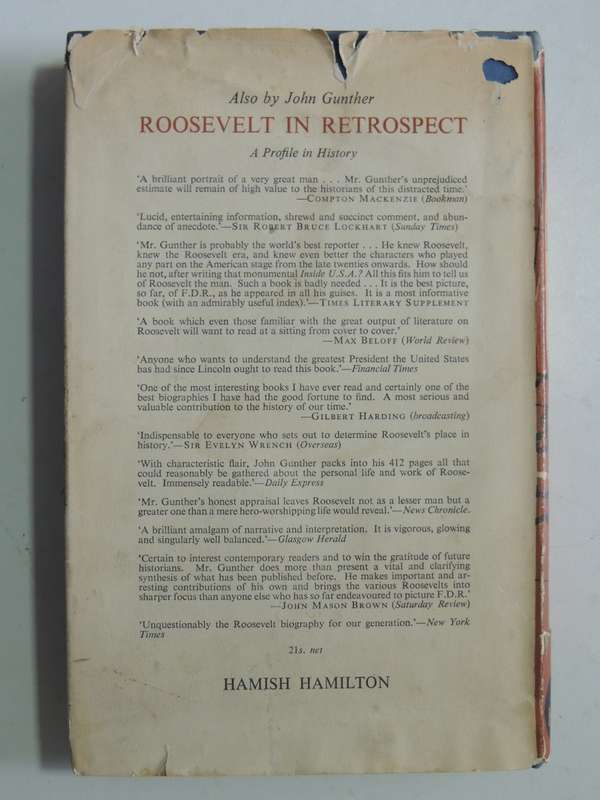 Also by John Gunther
ROOSEVELT IN RETROSPECT
A Profile in History
'A brilliant portrait of a very great man . . . Mr. Gunther's unprejudiced
estimate will remain of high value to the historians of this distracted time.'
—COMPTON MACKENZIE (Bookman)
'Lucid, entertaining information, shrewd and succinct comment, and abun-
dance of anecdote.'—SIR ROBERT BRUCE LOCKHART (Sunday Times)
'Mr. Gunther is probably the world's best reporter . . . He knew Roosevelt,
knew the Roosevelt era, and knew even better the characters who played
any part on the American stage from the late twenties onwards. How should
he not, after writing that monumental Inside U.S.A.? All this fits him to tell us
of Roosevelt the man. Such a book is badly needed . . . It is the best picture,
so far, of F.D.R., as he appeared in all his guises. It is a most informative
book (with an admirably useful index).'—TIMES LITERARY SUPPLEMENT
'A book which even those familiar with the great output of literature on
Roosevelt will want to read at a sitting from cover to cover.'
—MAX BELOFF (World Review)
'Anyone who wants to understand the greatest President the United States
has had since Lincoln ought to read this book.'—Financial Times
'One of the most interesting books I have ever read and certainly one of the
best biographies I have had the good fortune to find. A most serious and
valuable contribution to the history of our time.'
—GILBERT HARDING (broadcasting)
'Indispensable to everyone who sets out to determine Roosevelt's place in
history.'—SIR EVELYN WRENCH (Overseas)
'With characteristic flair, John Gunther packs into his 412 pages all that
could reasonably be gathered about the personal life and work of Roose-
velt. Immensely readable.'—Daily Express
'Mr. Gunther's honest appraisal leaves Roosevelt not as a lesser man but a
greater one than a mere hero-worshipping life would reveal.'—News Chronicle.
'A brilliant amalgam of narrative and interpretation. It is vigorous, glowing
and singularly well balanced.'—Glasgow Herald
'Certain to interest contemporary readers and to win the gratitude of future
historians. Mr. Gunther does more than present a vital and clarifying
synthesis of what has been published before. He makes important and ar-
resting contributions of his own and brings the various Roosevelts into
sharper focus than anyone else who has so far endeavoured to picture F.D.R.'
—JOHN MASON BROWN (Saturday Review)
'Unquestionably the Roosevelt biography for our generation.'—New York
Times
21s. net
HAMISH HAMILTON